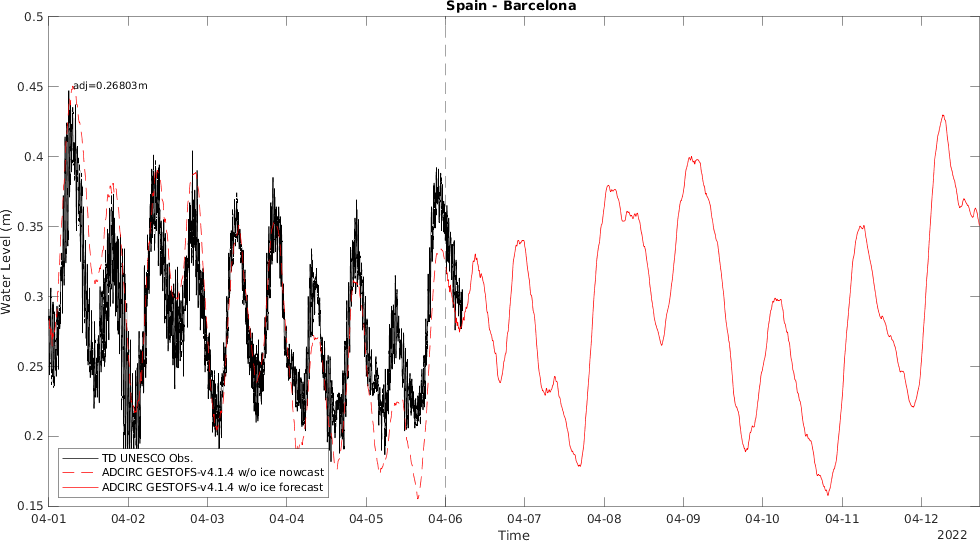 Spain - Barcelona
0.5
0.45
0.4
0.35
0.3
0.25
0.2
0.15
Water Level (m)
adj=0.26803m
TD UNESCO Obs.
ADCIRC GESTOFS-v4.1.4 w/o ice nowcast
ADCIRC GESTOFS-v4.1.4 w/o ice forecast
04-01 04-02 04-03 04-04 04-05 04-06 04-07 04-08 04-09 04-10 04-11 04-12
Time
2022